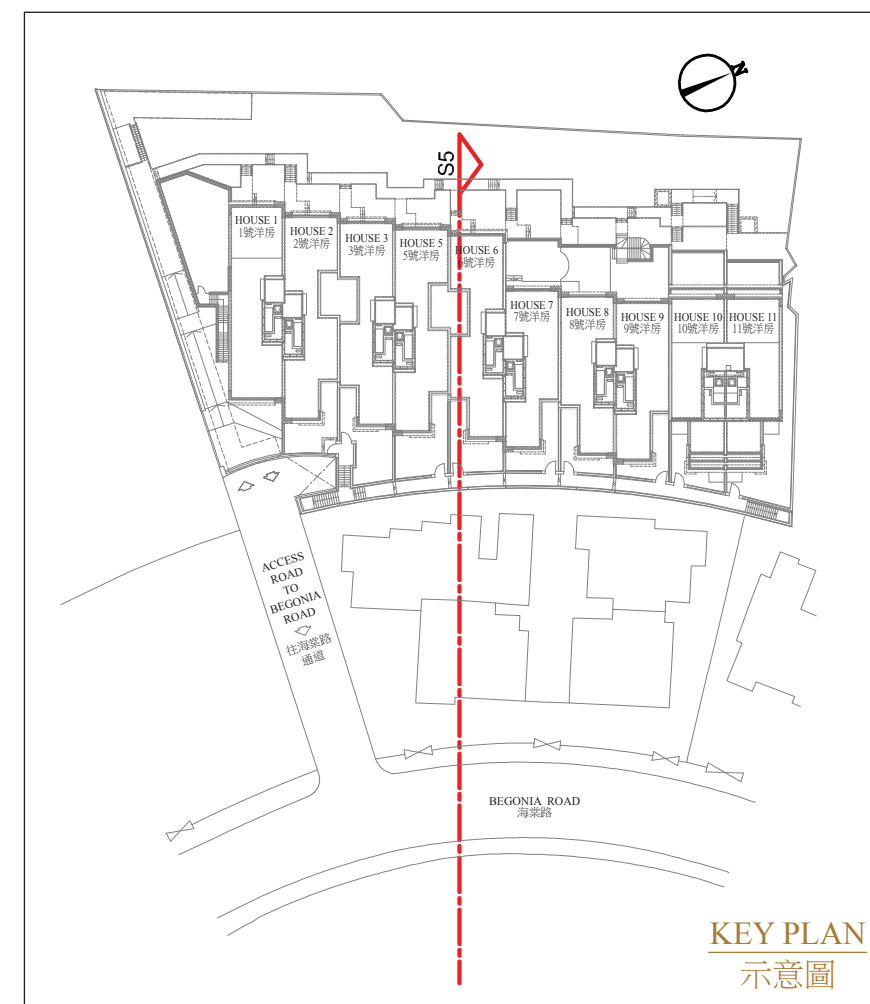 N
S5
HOUSE 1
1號洋房
HOUSE 2
2號洋房
HOUSE 3
3號洋房
HOUSE 5
5號洋房
HOUSE 6
6號洋房
HOUSE 7
7號洋房
HOUSE 8
8號洋房
HOUSE 9
9號洋房
HOUSE 10
10號洋房
HOUSE 11
11號洋房
ACCESS
ROAD
TO
BEGONIA
ROAD
往海棠路
通道
BEGONIA ROAD
海棠路
KEY PLAN
示意圖